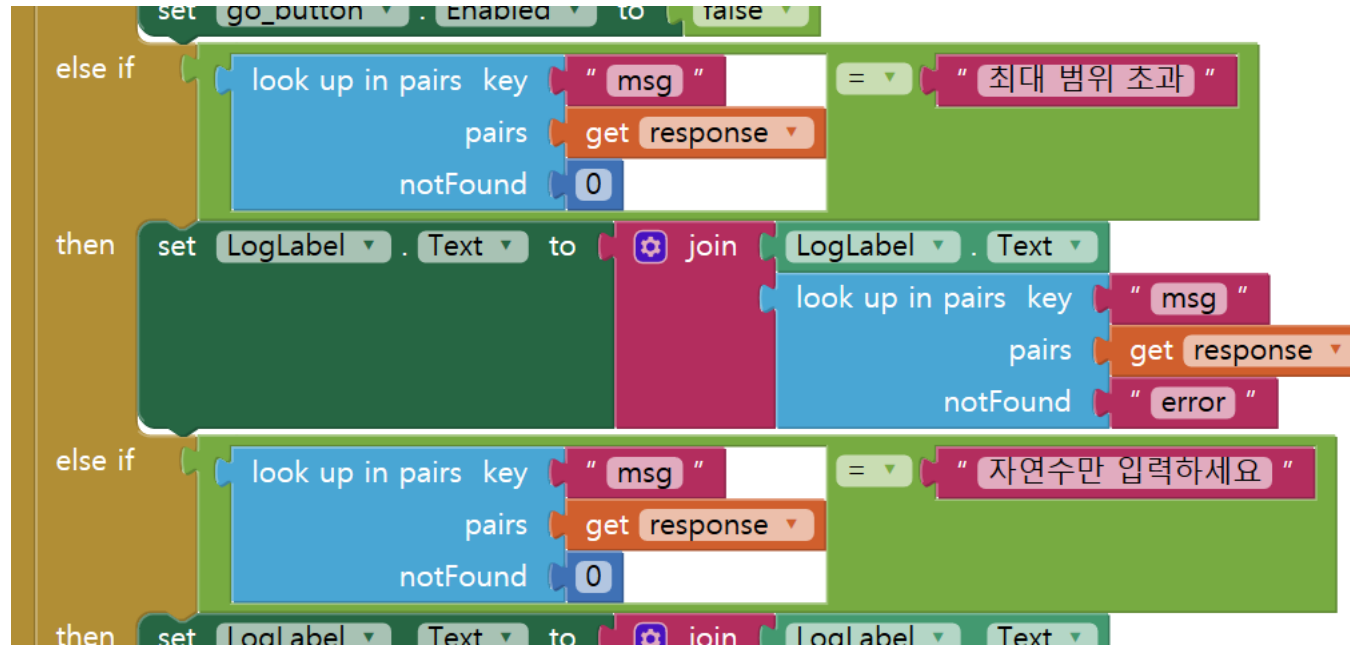 set go_button . Enabled to false
else if look up in pairs key " msg " = " 최대 범위 초과 "
pairs get response
notFound 0
then set LogLabel . Text to join LogLabel . Text
look up in pairs key " msg "
pairs get response
notFound " error "
else if look up in pairs key " msg " = " 자연수만 입력하세요 "
pairs get response
notFound 0
then set LogLabel . Text to join LogLabel . Text